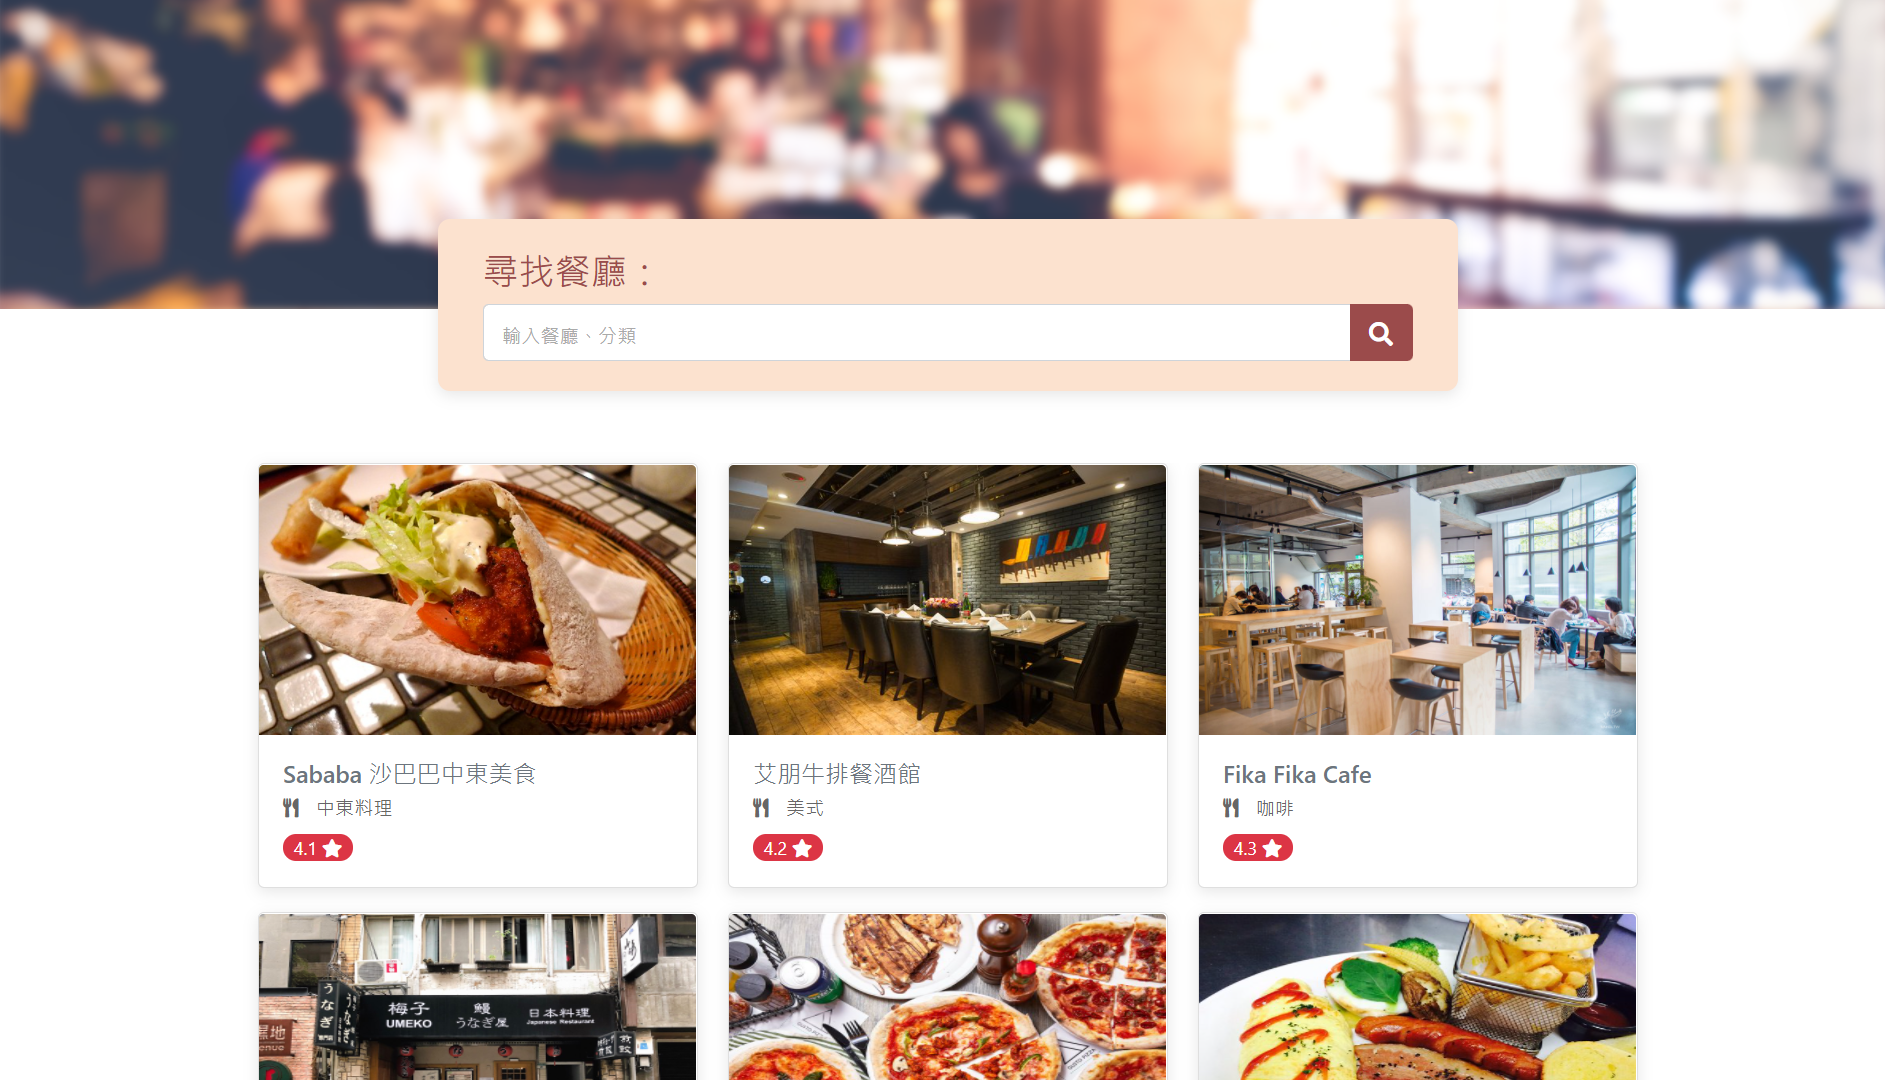 尋找餐廳：
輸入餐廳、分類
Sababa 沙巴巴中東美食
中東料理
4.1
艾朋牛排餐酒館
美式
4.2
Fika Fika Cafe
咖啡
4.3
うなぎ
梅子
UMEKO
鰻
うなぎ屋
日本料理
Japanese Restaurant